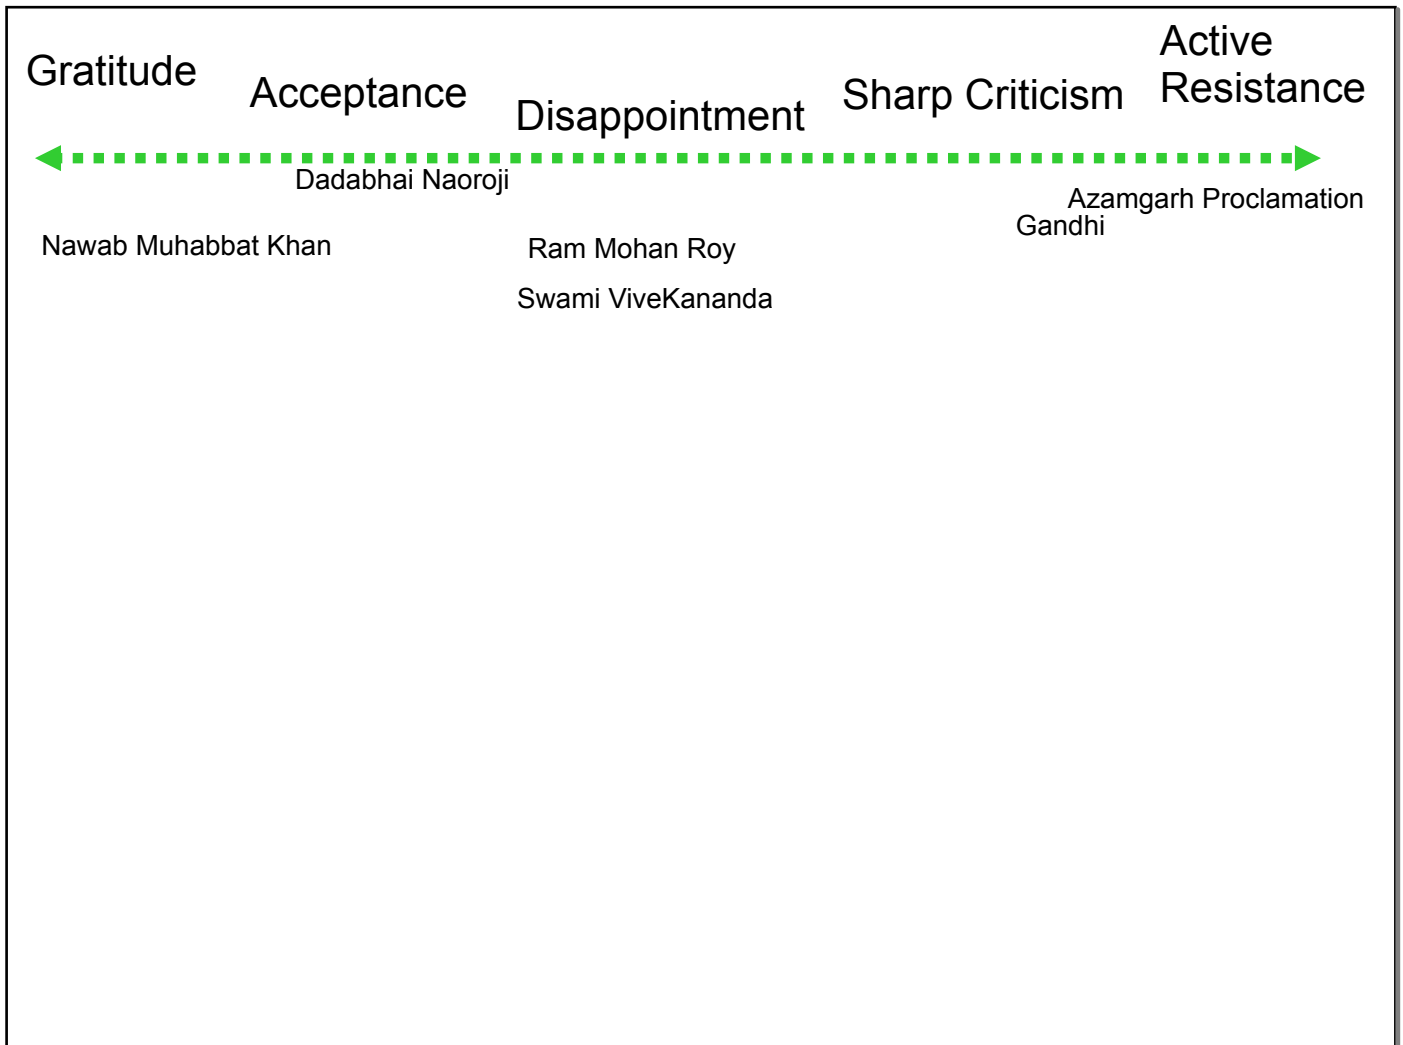 Gratitude
Acceptance
Disappointment
Sharp Criticism
Active
Resistance
Dadabhai Naoroji
Azamgarh Proclamation
Gandhi
Nawab Muhabbat Khan
Ram Mohan Roy
Swami ViveKananda